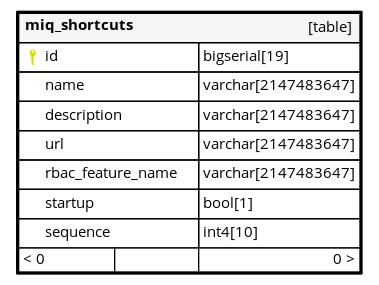 miq_shortcuts [table]
id bigserial[19]
name varchar[2147483647]
description varchar[2147483647]
url varchar[2147483647]
rbac_feature_name varchar[2147483647]
startup bool[1]
sequence int4[10]
< 0 0 >